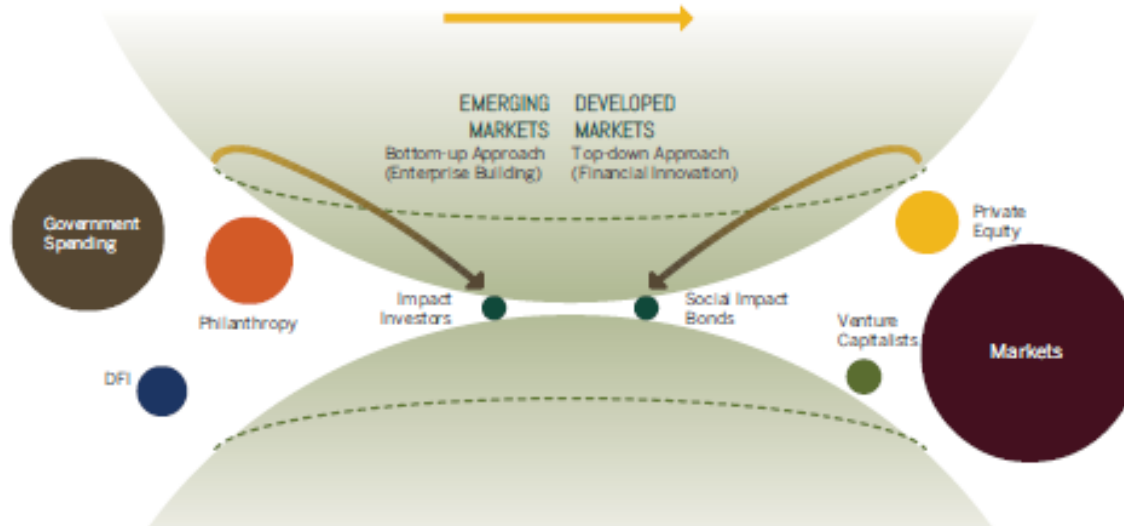 EMERGING
MARKETS
Bottom-up Approach
(Enterprise Building)
DEVELOPED
MARKETS
Top-down Approach
(Financial Innovation)
Government
Spending
Philanthropy
DFI
Impact
Investors
Social Impact
Bonds
Private
Equity
Venture
Capitalists
Markets